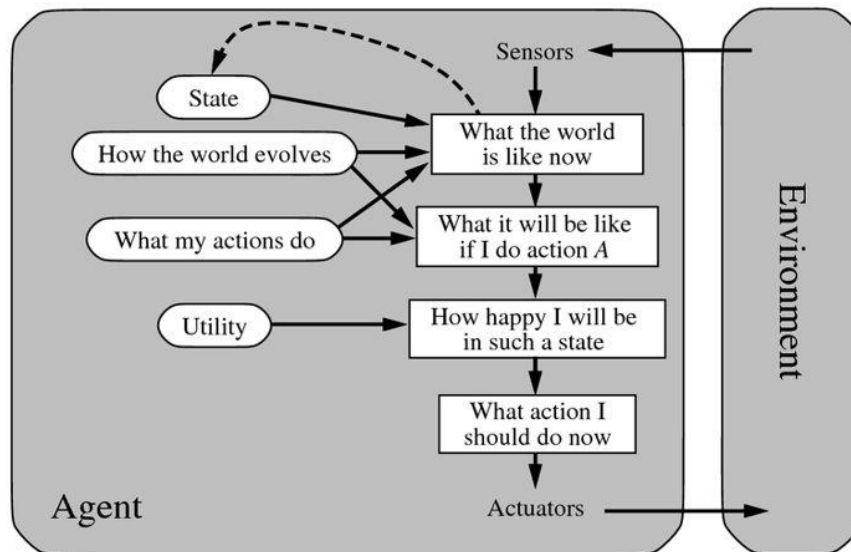 Sensors
State
What the world
is like now
How the world evolves
What my actions do
What it will be like
if I do action A
Utility
How happy I will be
in such a state
What action I
should do now
Agent
Actuators
Environment